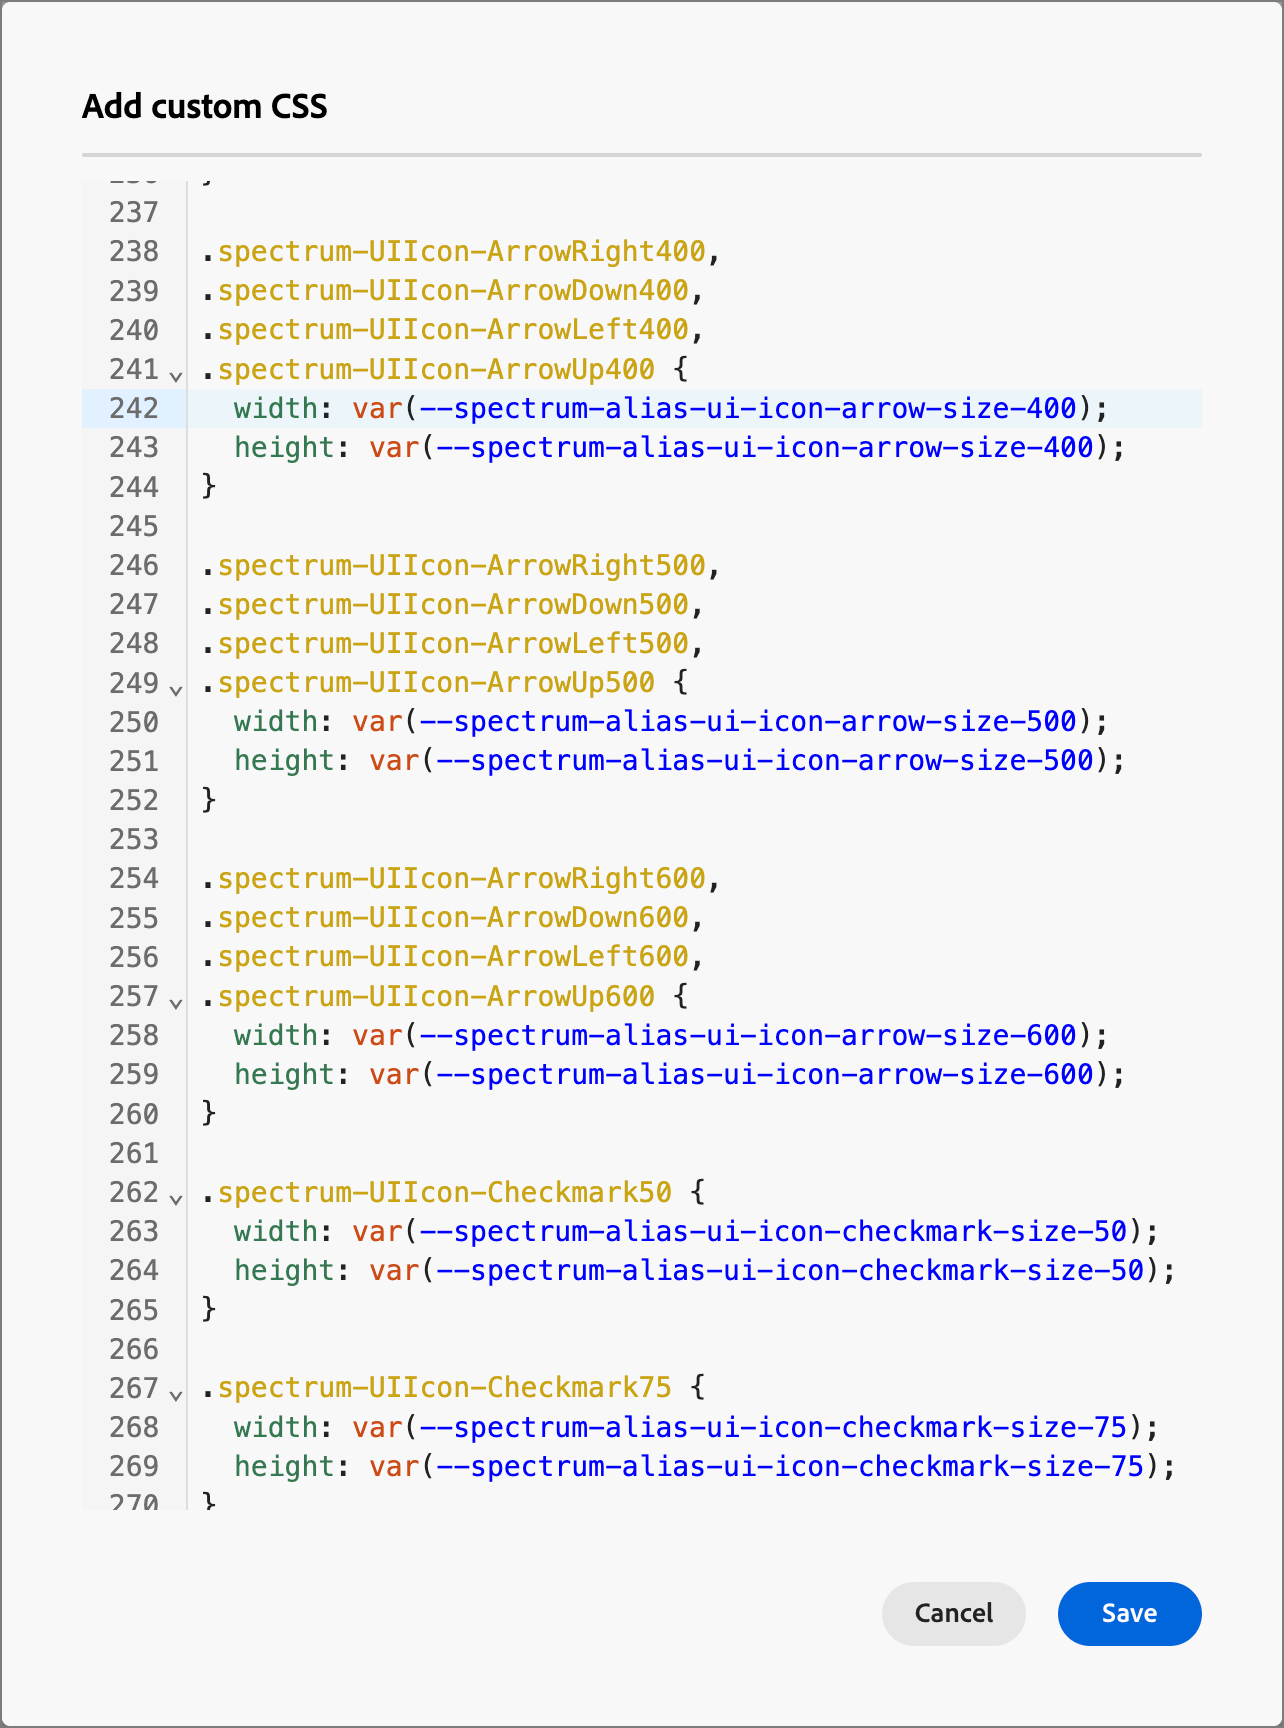 Add custom CSS
236 }
237
238 .spectrum-UIIcon-ArrowRight400,
239 .spectrum-UIIcon-ArrowDown400,
240 .spectrum-UIIcon-ArrowLeft400,
241 .spectrum-UIIcon-ArrowUp400 {
242   width: var(--spectrum-alias-ui-icon-arrow-size-400);
243   height: var(--spectrum-alias-ui-icon-arrow-size-400);
244 }
245
246 .spectrum-UIIcon-ArrowRight500,
247 .spectrum-UIIcon-ArrowDown500,
248 .spectrum-UIIcon-ArrowLeft500,
249 .spectrum-UIIcon-ArrowUp500 {
250   width: var(--spectrum-alias-ui-icon-arrow-size-500);
251   height: var(--spectrum-alias-ui-icon-arrow-size-500);
252 }
253
254 .spectrum-UIIcon-ArrowRight600,
255 .spectrum-UIIcon-ArrowDown600,
256 .spectrum-UIIcon-ArrowLeft600,
257 .spectrum-UIIcon-ArrowUp600 {
258   width: var(--spectrum-alias-ui-icon-arrow-size-600);
259   height: var(--spectrum-alias-ui-icon-arrow-size-600);
260 }
261
262 .spectrum-UIIcon-Checkmark50 {
263   width: var(--spectrum-alias-ui-icon-checkmark-size-50);
264   height: var(--spectrum-alias-ui-icon-checkmark-size-50);
265 }
266
267 .spectrum-UIIcon-Checkmark75 {
268   width: var(--spectrum-alias-ui-icon-checkmark-size-75);
269   height: var(--spectrum-alias-ui-icon-checkmark-size-75);
270 }
Cancel Save